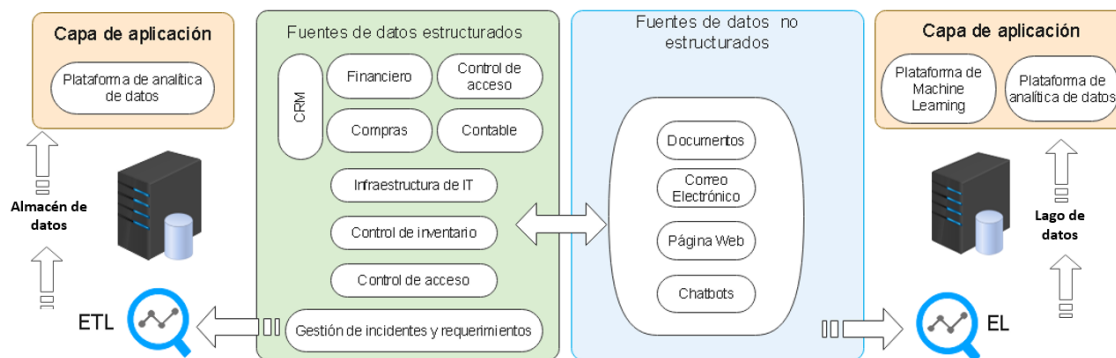 Capa de aplicación
Plataforma de analítica
de datos
Almacén de
datos
ETL
Fuentes de datos estructurados
CRM
Financiero
Control de
acceso
Compras
Contable
Infraestructura de IT
Control de inventario
Control de acceso
Gestión de incidentes y requerimientos
Fuentes de datos no
estructurados
Documentos
Correo
Electrónico
Página Web
Chatbots
Capa de aplicación
Plataforma de
Machine
Learning
Plataforma de
analítica de datos
Lago de
datos
EL